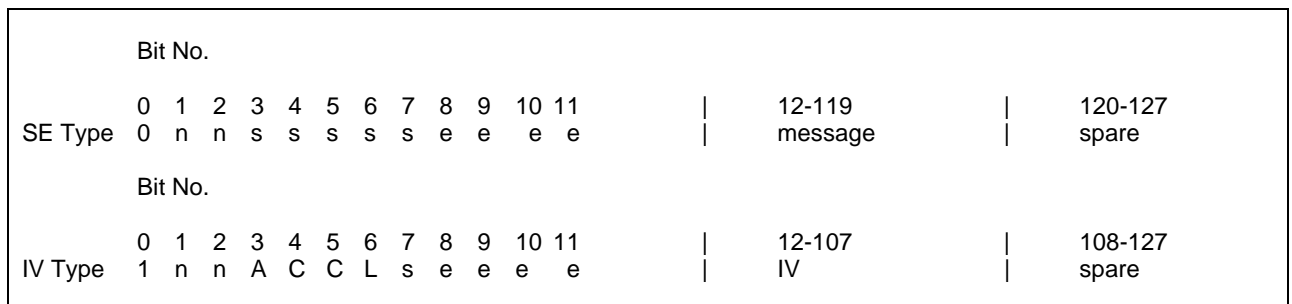 Bit No.
0 1 2 3 4 5 6 7 8 9 10 11 | 12-119 | 120-127
SE Type 0 n n s s s s s e e e e | message | spare
Bit No.
0 1 2 3 4 5 6 7 8 9 10 11 | 12-107 | 108-127
IV Type 1 n n A C C L s e e e e | IV | spare